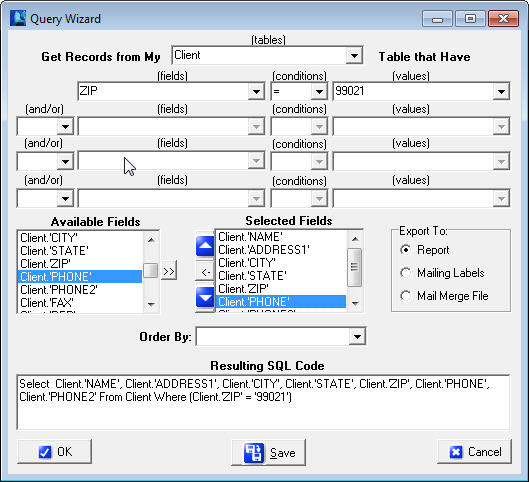 Query Wizard
(tables)
Get Records from My Client Table that Have
(fields) (conditions) (values)
ZIP = 99021
(and/or) (fields) (conditions) (values)
(and/or) (fields) (conditions) (values)
(and/or) (fields) (conditions) (values)
Available Fields
Client.'CITY'
Client.'STATE'
Client.'ZIP'
Client.'PHONE'
Client.'PHONE2'
Client.'FAX'
>>
Selected Fields
<-
Client.'NAME'
Client.'ADDRESS1'
Client.'CITY'
Client.'STATE'
Client.'ZIP'
Client.'PHONE'
Client.'PHONE2'
Export To:
Report
Mailing Labels
Mail Merge File
Order By:
Resulting SQL Code
Select Client.'NAME', Client.'ADDRESS1', Client.'CITY', Client.'STATE', Client.'ZIP', Client.'PHONE',
Client.'PHONE2' From Client Where (Client.'ZIP' = '99021')
OK Save Cancel